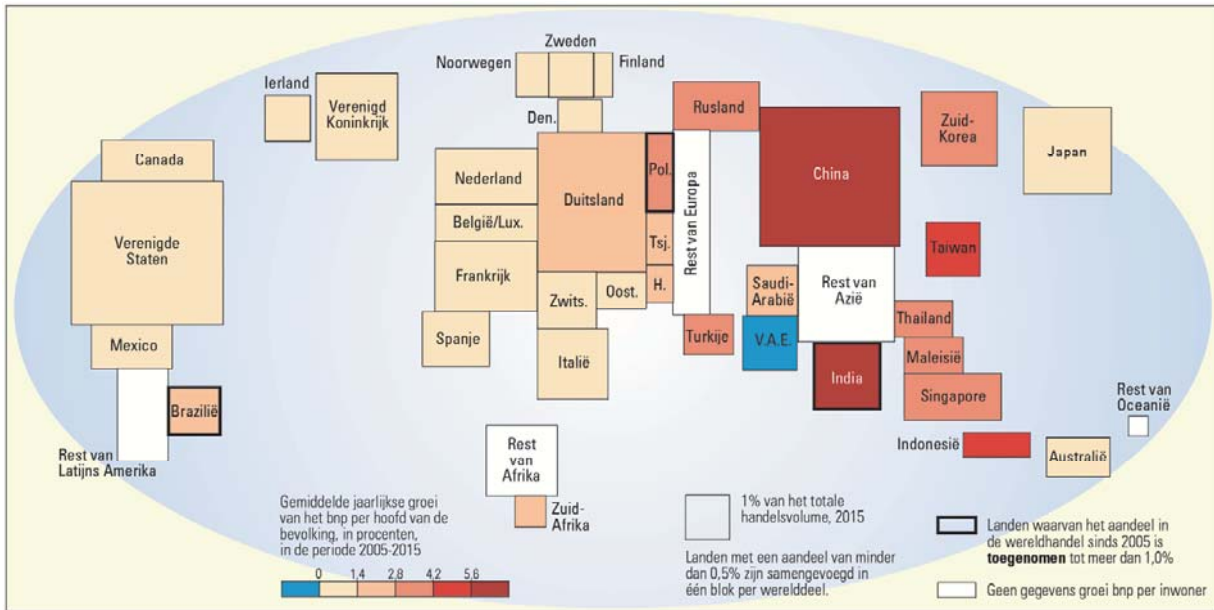 Zweden
Noorwegen
Finland
Ierland
Verenigd
Koninkrijk
Den.
Rusland
Zuid-
Korea
Japan
Canada
Nederland
Duitsland
Pol.
Rest van Europa
China
Verenigde
Staten
België/Lux.
Tsj.
Taiwan
Frankrijk
Zwits.
Oost.
H.
Saudi-
Arabië
Rest van
Azië
Mexico
Spanje
Italië
Turkije
V.A.E.
Thailand
Maleisië
India
Singapore
Brazilië
Rest van
Latijns Amerika
Rest
van
Afrika
Zuid-
Afrika
Indonesië
Australië
Rest van
Oceanië
Gemiddelde jaarlijkse groei
van het bnp per hoofd van de
bevolking, in procenten,
in de periode 2005-2015
0 1,4 2,8 4,2 5,6
1% van het totale
handelsvolume, 2015
Landen met een aandeel van minder
dan 0,5% zijn samengevoegd in
één blok per werelddeel.
Landen waarvan het aandeel in
de wereldhandel sinds 2005 is
toegenomen tot meer dan 1,0%
Geen gegevens groei bnp per inwoner